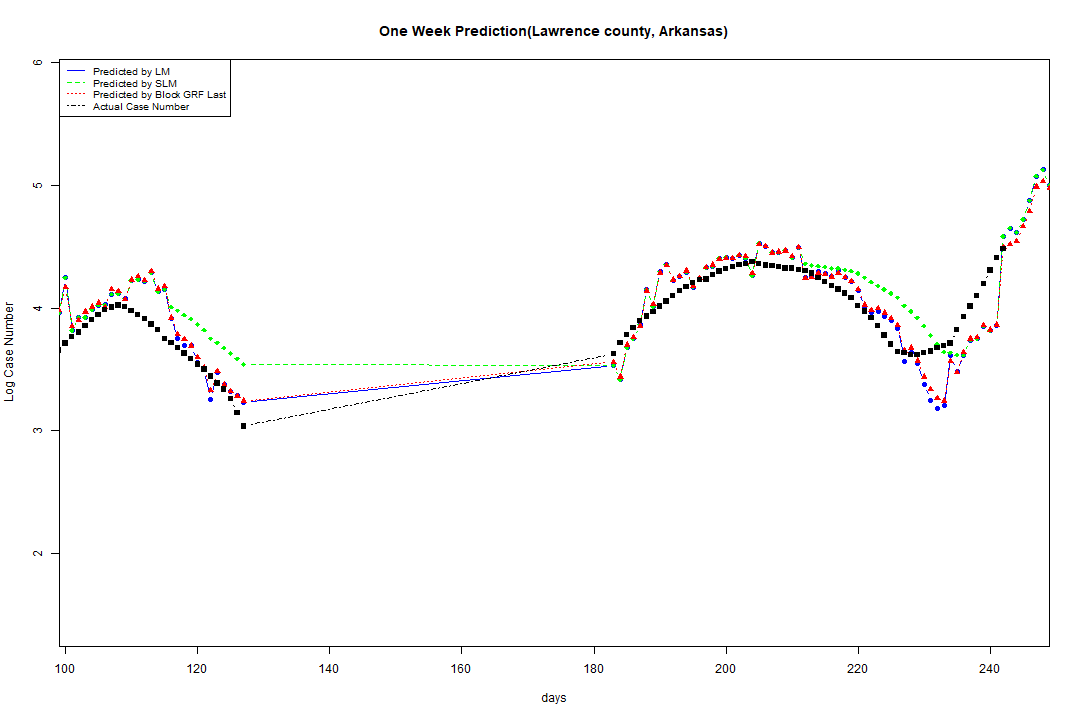 One Week Prediction(Lawrence county, Arkansas)
Predicted by LM
Predicted by SLM
Predicted by Block GRF Last
Actual Case Number
6
5
4
3
2
Log Case Number
100 120 140 160 180 200 220 240
days